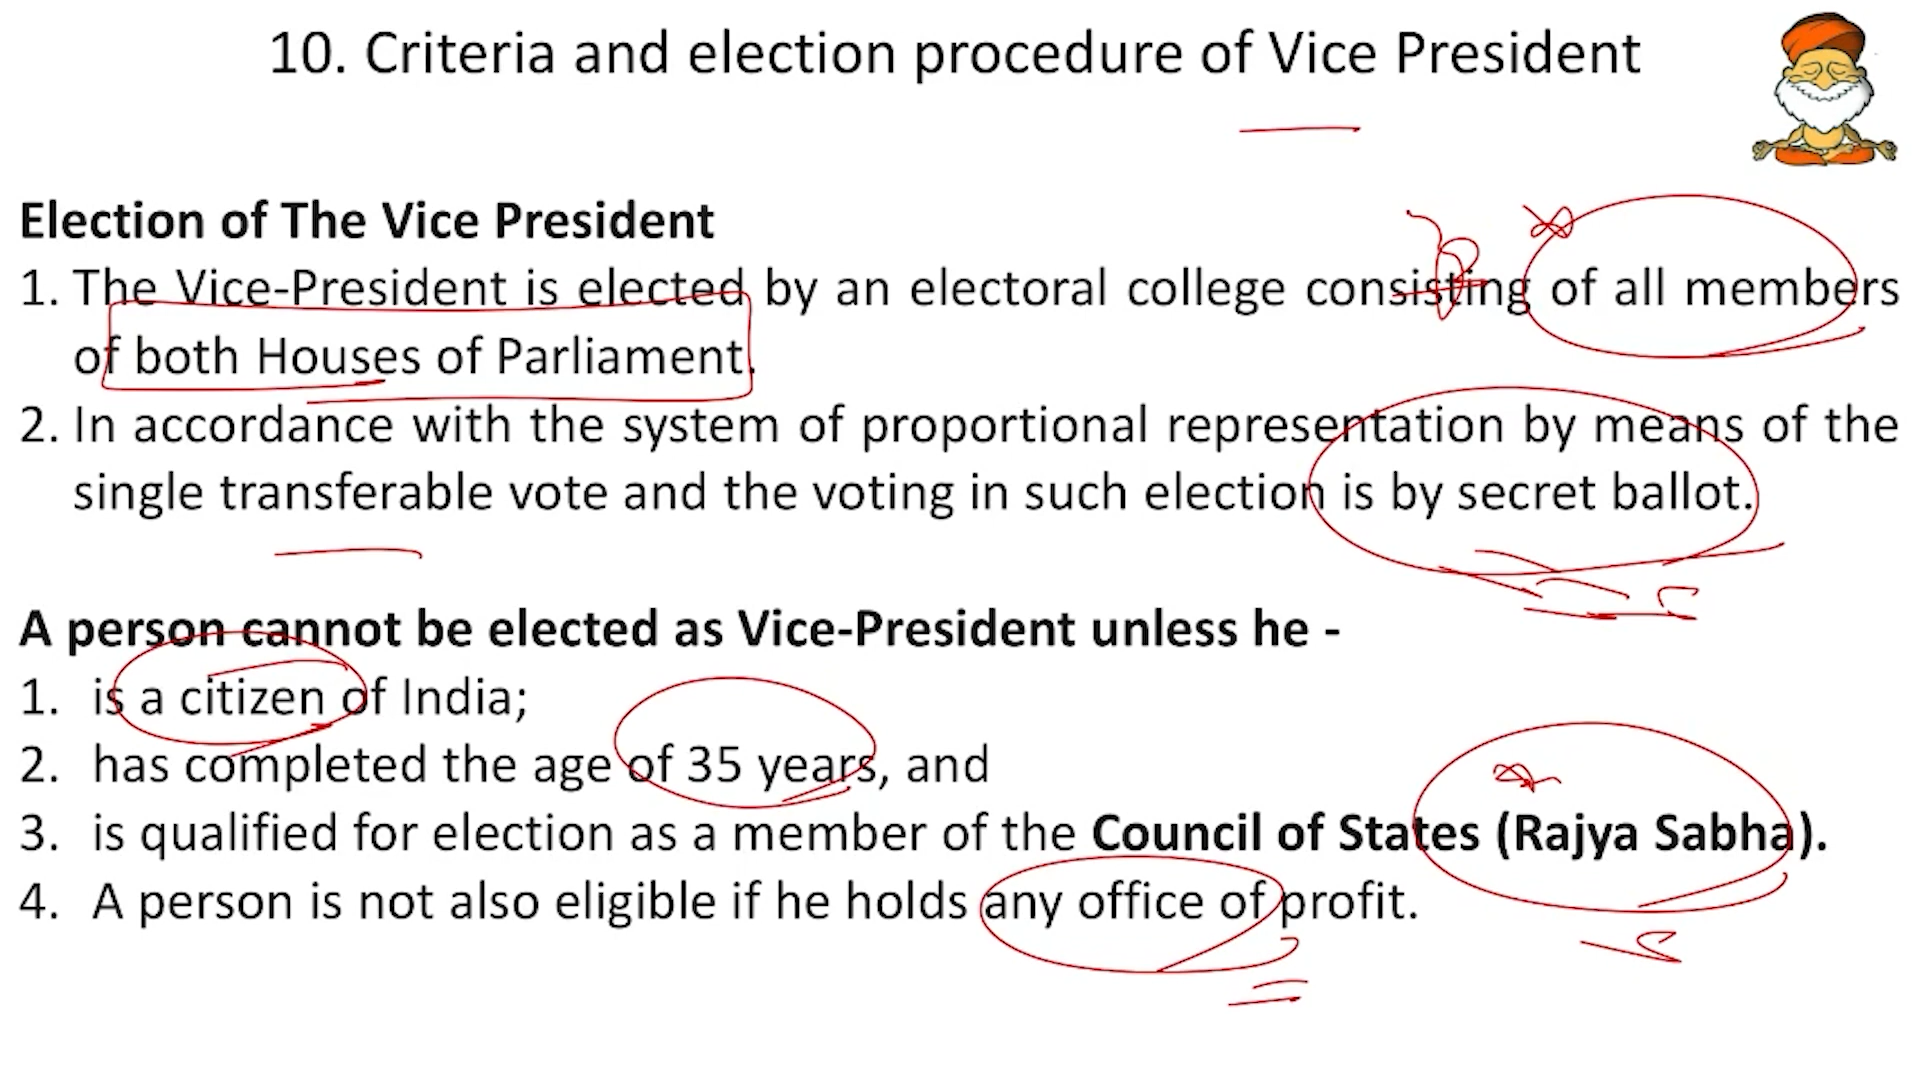 10. Criteria and election procedure of Vice President
Election of The Vice President
1. The Vice-President is elected by an electoral college consisting of all members
of both Houses of Parliament.
2. In accordance with the system of proportional representation by means of the
single transferable vote and the voting in such election is by secret ballot.
A person cannot be elected as Vice-President unless he -
1. is a citizen of India;
2. has completed the age of 35 years, and
3. is qualified for election as a member of the Council of States (Rajya Sabha).
4. A person is not also eligible if he holds any office of profit.